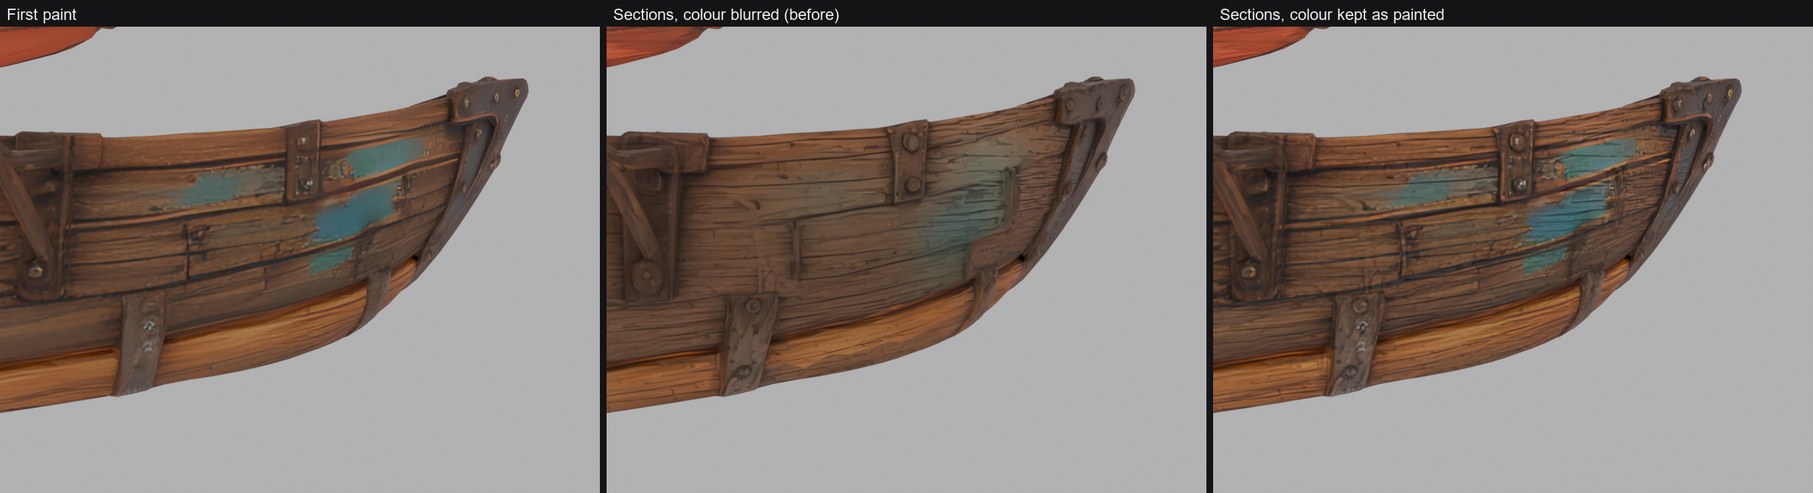 First paint
Sections, colour blurred (before)
Sections, colour kept as painted